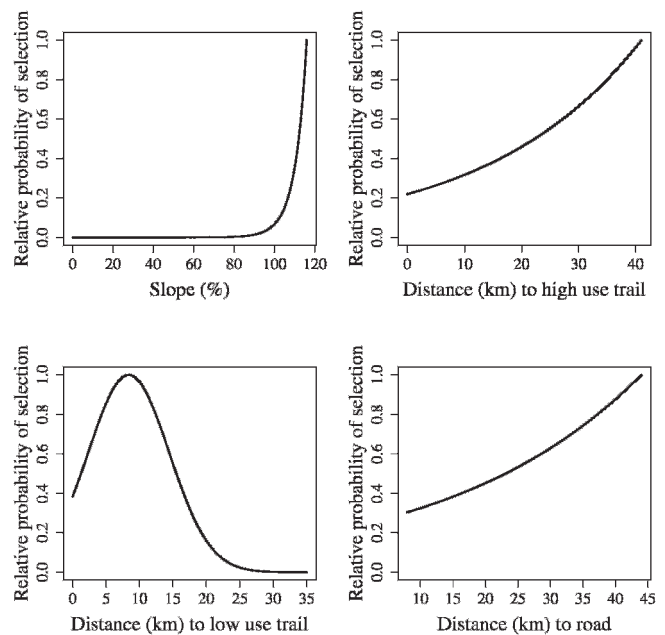 Relative probability of selection
1.0
0.8
0.6
0.4
0.2
0.0
0 20 40 60 80 100 120
Slope (%)
Relative probability of selection
1.0
0.8
0.6
0.4
0.2
0.0
0 10 20 30 40
Distance (km) to high use trail
Relative probability of selection
1.0
0.8
0.6
0.4
0.2
0.0
0 5 10 15 20 25 30 35
Distance (km) to low use trail
Relative probability of selection
1.0
0.8
0.6
0.4
0.2
0.0
10 15 20 25 30 35 40 45
Distance (km) to road